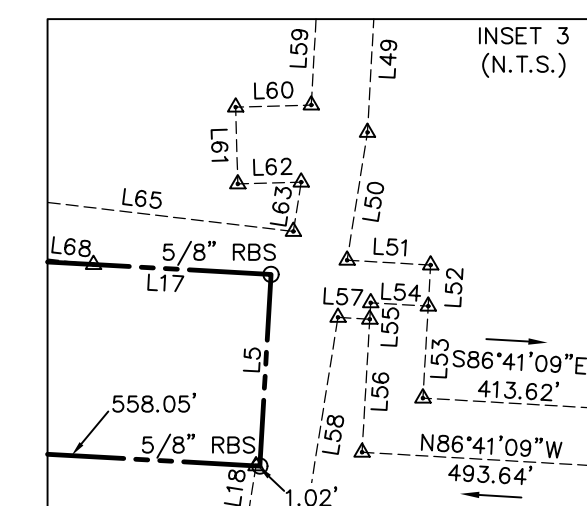 INSET 3
(N.T.S.)
L59
L49
L60
L61
L62
L63
L50
L65
L68
5/8" RBS
L17
L51
L52
L57
L54
L55
L53
S86°41'09"E
413.62'
L5
L56
L58
558.05'
5/8" RBS
N86°41'09"W
493.64'
L18
1.02'